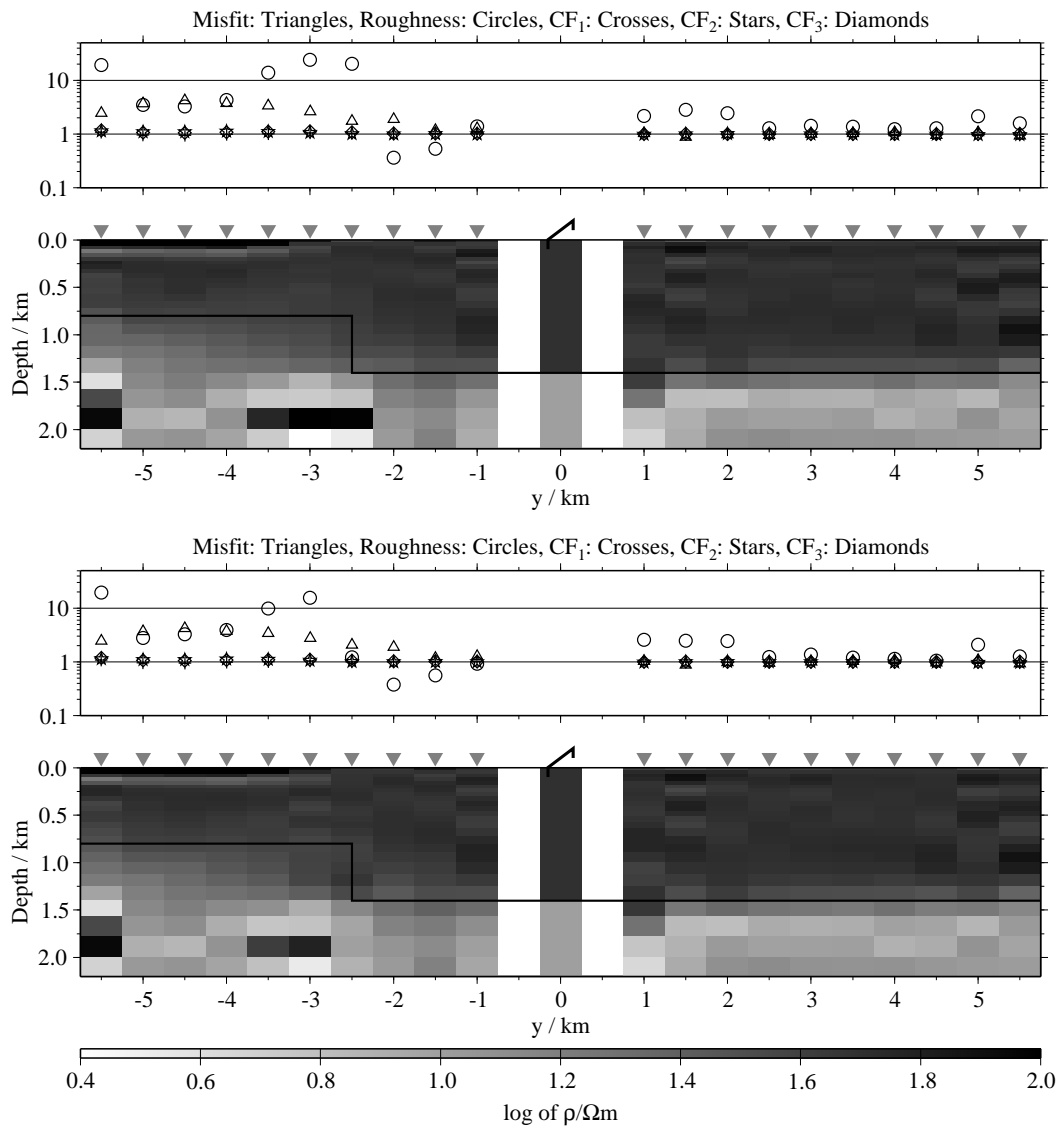 Misfit: Triangles, Roughness: Circles, CF₁: Crosses, CF₂: Stars, CF₃: Diamonds
10
1
0.1
0.0
0.5
1.0
1.5
2.0
Depth / km
-5 -4 -3 -2 -1 0 1 2 3 4 5
y / km
Misfit: Triangles, Roughness: Circles, CF₁: Crosses, CF₂: Stars, CF₃: Diamonds
10
1
0.1
0.0
0.5
1.0
1.5
2.0
Depth / km
-5 -4 -3 -2 -1 0 1 2 3 4 5
y / km
0.4 0.6 0.8 1.0 1.2 1.4 1.6 1.8 2.0
log of ρ/Ωm